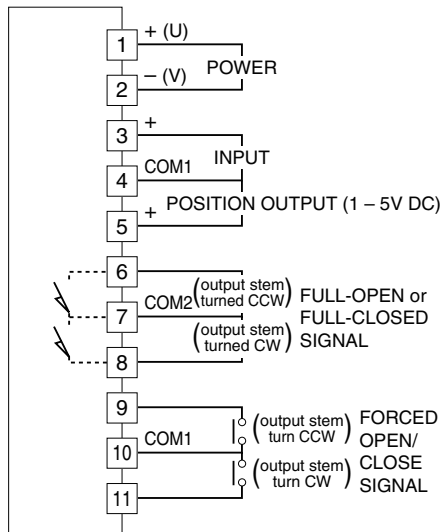 1 + (U)
POWER
2 – (V)
3 +
INPUT
4 COM1
POSITION OUTPUT (1 – 5V DC)
5 +
6
(output stem turned CCW)
7 COM2
FULL-OPEN or
FULL-CLOSED
SIGNAL
(output stem turned CW)
8
9
(output stem turn CCW)
10 COM1
FORCED
OPEN/
CLOSE
SIGNAL
(output stem turn CW)
11